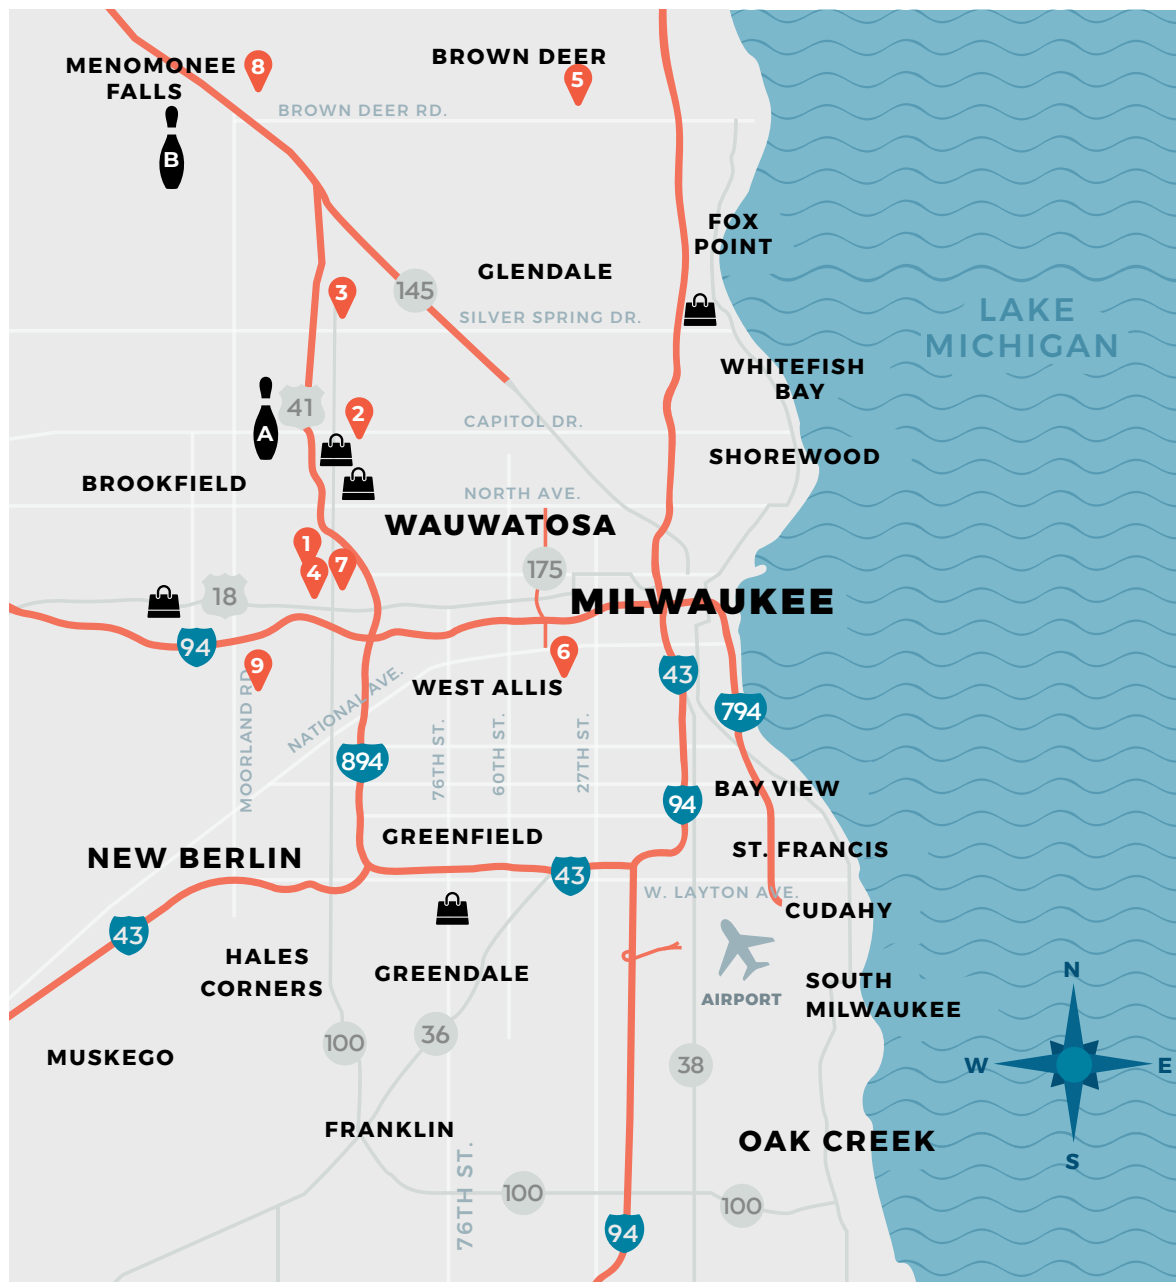 MENOMONEE
FALLS
8
BROWN DEER
5
BROWN DEER RD.
B
FOX
POINT
GLENDALE
3
145
SILVER SPRING DR.
LAKE
MICHIGAN
WHITEFISH
BAY
41
2
A
CAPITOL DR.
SHOREWOOD
BROOKFIELD
NORTH AVE.
WAUWATOSA
1
4
7
175
18
MILWAUKEE
94
9
6
43
WEST ALLIS
MOORLAND RD.
NATIONAL AVE.
794
76TH ST.
60TH ST.
27TH ST.
894
BAY VIEW
94
GREENFIELD
ST. FRANCIS
NEW BERLIN
43
W. LAYTON AVE.
CUDAHY
43
HALES
CORNERS
GREENDALE
AIRPORT
SOUTH
MILWAUKEE
N
W
E
S
100
36
38
MUSKEGO
FRANKLIN
OAK CREEK
76TH ST.
100
100
94